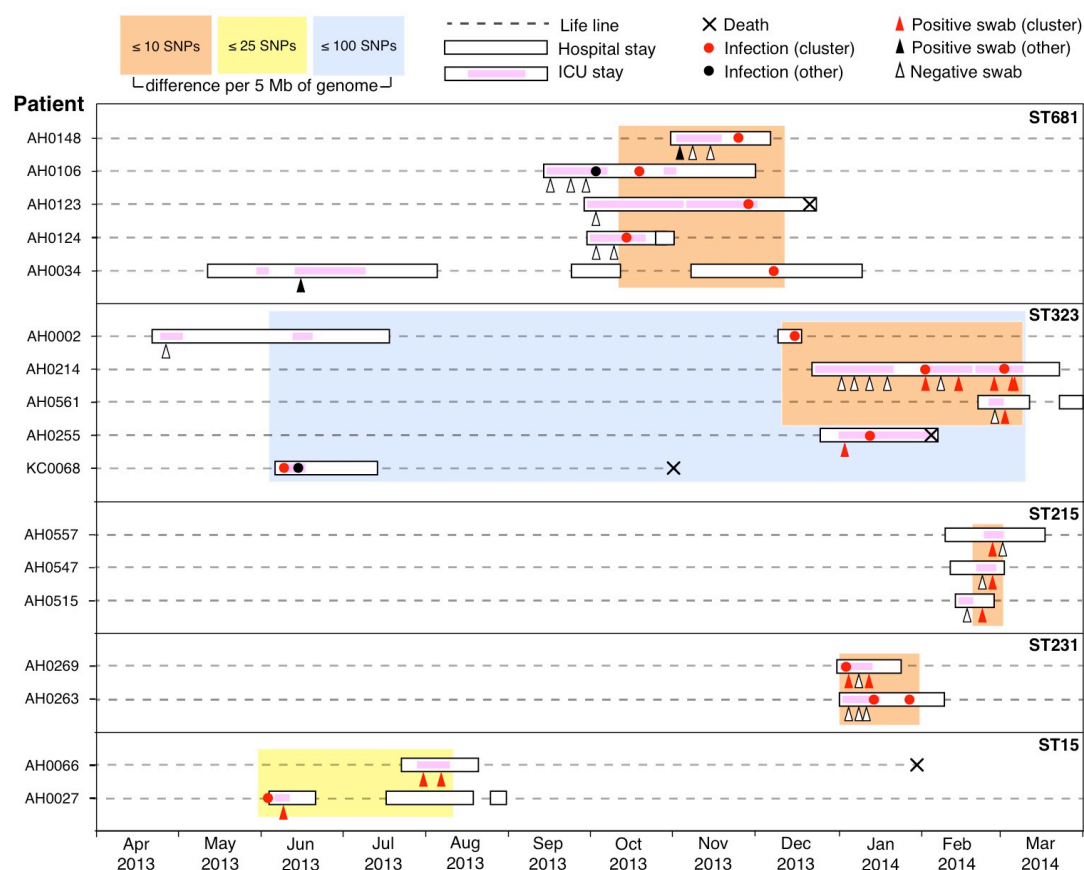 ≤ 10 SNPs
≤ 25 SNPs
≤ 100 SNPs
difference per 5 Mb of genome
Life line
Hospital stay
ICU stay
Death
Infection (cluster)
Infection (other)
Positive swab (cluster)
Positive swab (other)
Negative swab
Patient
ST681
AH0148
AH0106
AH0123
AH0124
AH0034
ST323
AH0002
AH0214
AH0561
AH0255
KC0068
ST215
AH0557
AH0547
AH0515
ST231
AH0269
AH0263
ST15
AH0066
AH0027
Apr May Jun Jul Aug Sep Oct Nov Dec Jan Feb Mar
2013 2013 2013 2013 2013 2013 2013 2013 2013 2014 2014 2014